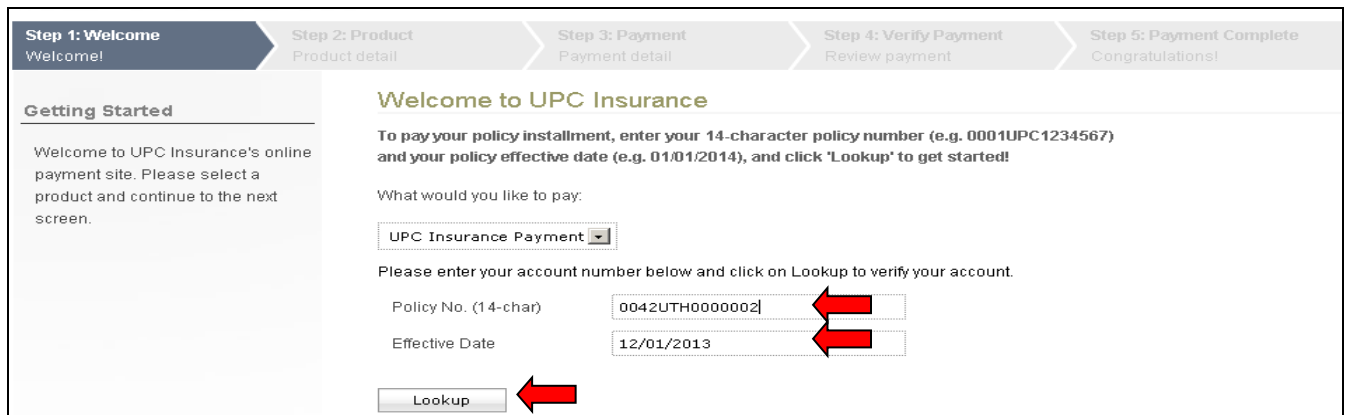 Step 1: Welcome
Welcome!
Step 2: Product
Product detail
Step 3: Payment
Payment detail
Step 4: Verify Payment
Review payment
Step 5: Payment Complete
Congratulations!
Getting Started
Welcome to UPC Insurance's online
payment site. Please select a
product and continue to the next
screen.
Welcome to UPC Insurance
To pay your policy installment, enter your 14-character policy number (e.g. 0001UPC1234567)
and your policy effective date (e.g. 01/01/2014), and click 'Lookup' to get started!
What would you like to pay:
UPC Insurance Payment
Please enter your account number below and click on Lookup to verify your account.
Policy No. (14-char)
0042UTH0000002
Effective Date
12/01/2013
Lookup